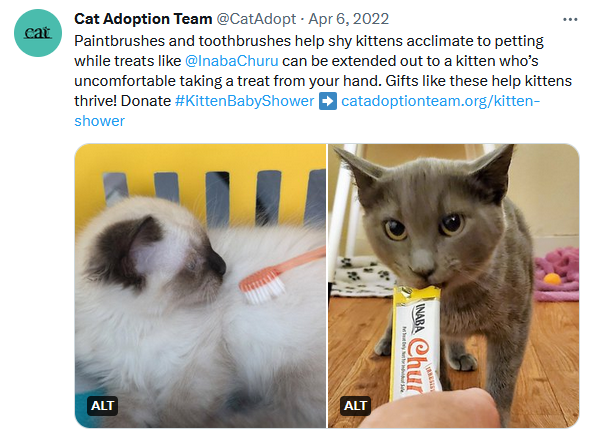 cat
Cat Adoption Team @CatAdopt · Apr 6, 2022 ···
Paintbrushes and toothbrushes help shy kittens acclimate to petting
while treats like @InabaChuru can be extended out to a kitten who's
uncomfortable taking a treat from your hand. Gifts like these help kittens
thrive! Donate #KittenBabyShower ➡ catadoptionteam.org/kitten-
shower
INABA
Chur
ALT
ALT